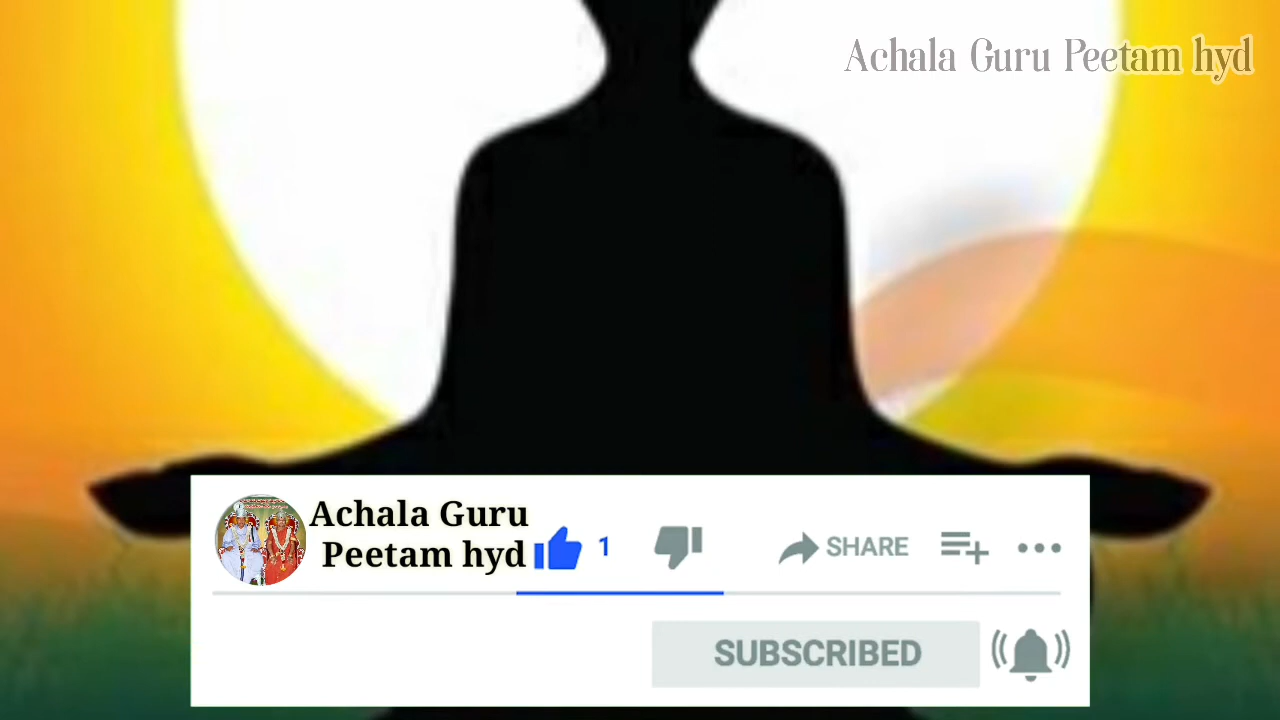 Achala Guru Peetam hyd
Achala Guru
Peetam hyd
1
SHARE
SUBSCRIBED